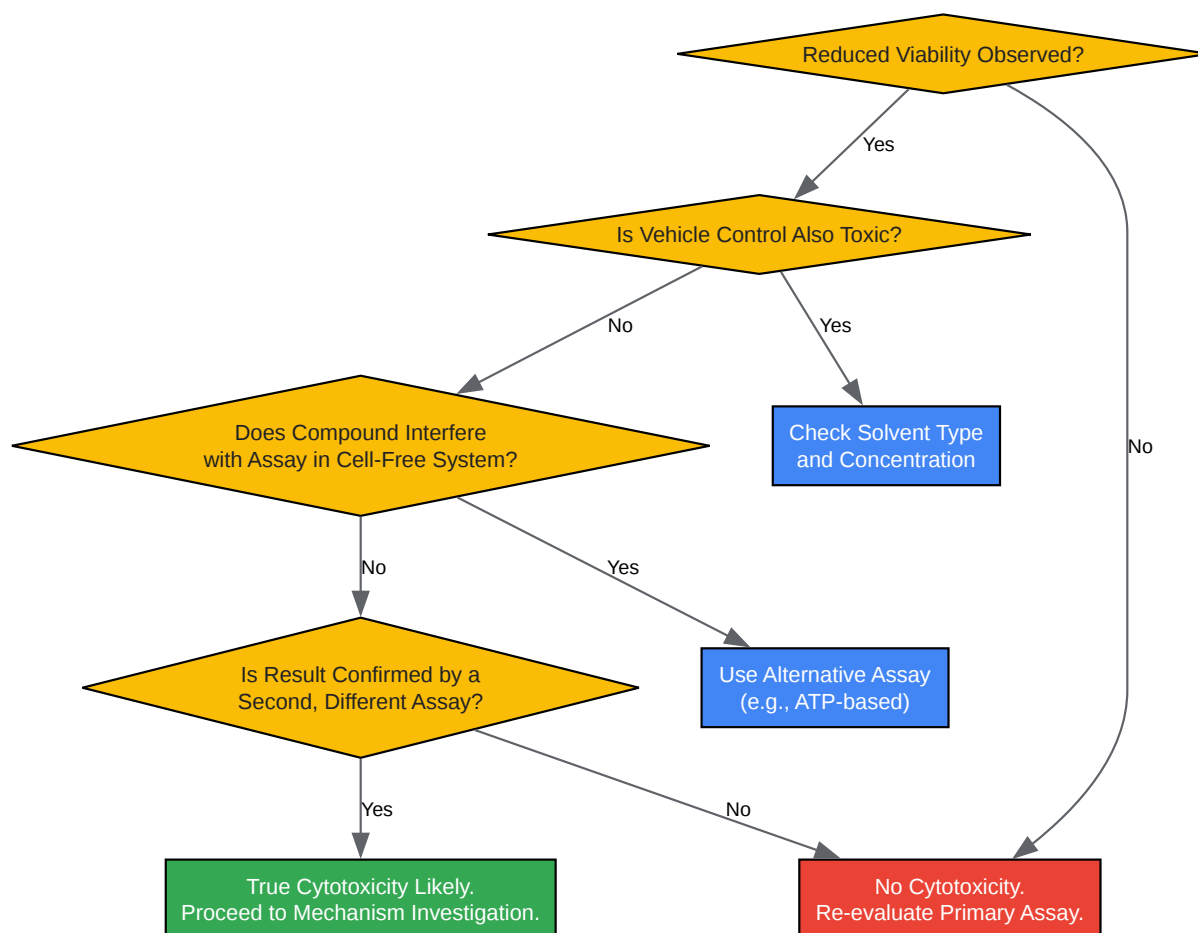 Reduced Viability Observed?
Yes
Is Vehicle Control Also Toxic?
No
Yes
Does Compound Interfere
with Assay in Cell-Free System?
Check Solvent Type
and Concentration
No
No
Yes
Is Result Confirmed by a
Second, Different Assay?
Use Alternative Assay
(e.g., ATP-based)
Yes
No
True Cytotoxicity Likely.
Proceed to Mechanism Investigation.
No Cytotoxicity.
Re-evaluate Primary Assay.